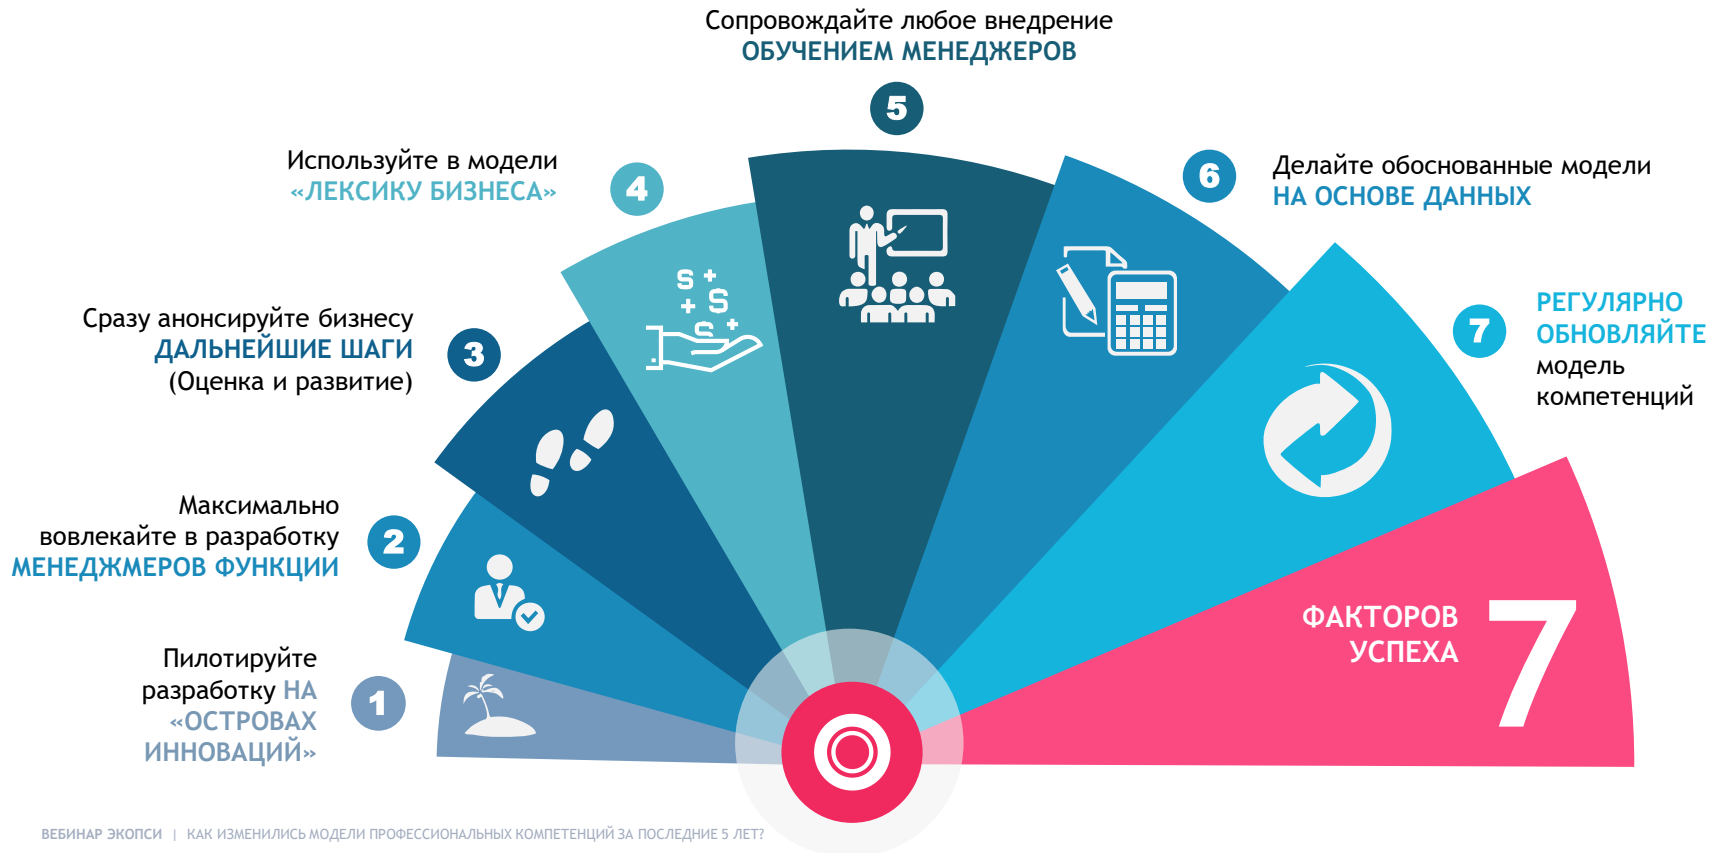 Сопровождайте любое внедрение
ОБУЧЕНИЕМ МЕНЕДЖЕРОВ
5
Используйте в модели
«ЛЕКСИКУ БИЗНЕСА»
4
6
Делайте обоснованные модели
НА ОСНОВЕ ДАННЫХ
Сразу анонсируйте бизнесу
ДАЛЬНЕЙШИЕ ШАГИ
(Оценка и развитие)
3
7
РЕГУЛЯРНО
ОБНОВЛЯЙТЕ
модель
компетенций
Максимально
вовлекайте в разработку
МЕНЕДЖМЕРОВ ФУНКЦИИ
2
Пилотируйте
разработку НА
«ОСТРОВАХ
ИННОВАЦИЙ»
1
ФАКТОРОВ
УСПЕХА
7
ВЕБИНАР ЭКОПСИ | КАК ИЗМЕНИЛИСЬ МОДЕЛИ ПРОФЕССИОНАЛЬНЫХ КОМПЕТЕНЦИЙ ЗА ПОСЛЕДНИЕ 5 ЛЕТ?